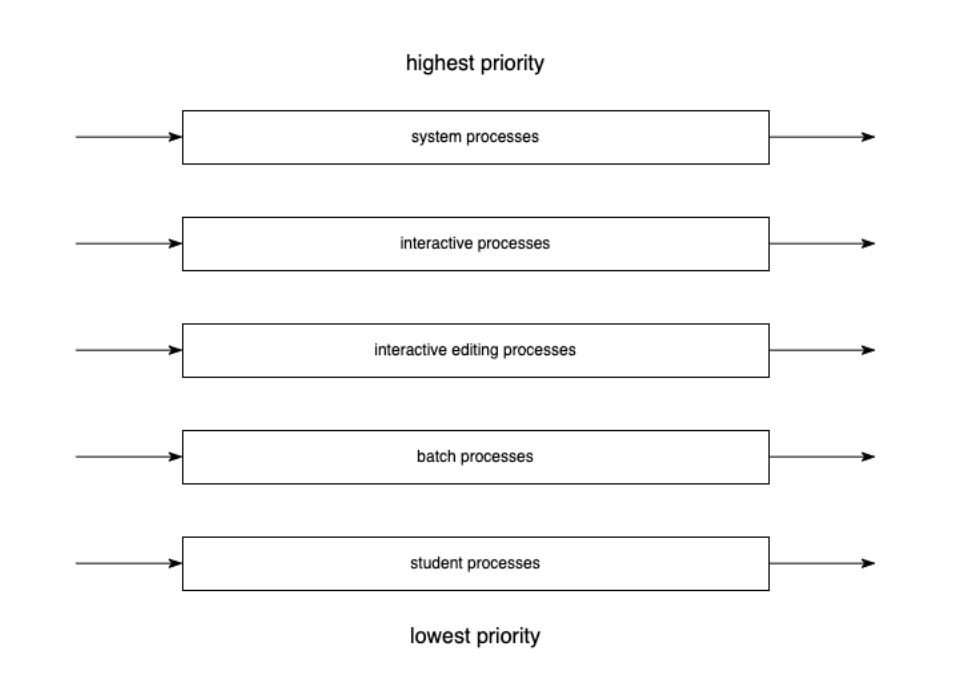 highest priority
system processes
interactive processes
interactive editing processes
batch processes
student processes
lowest priority